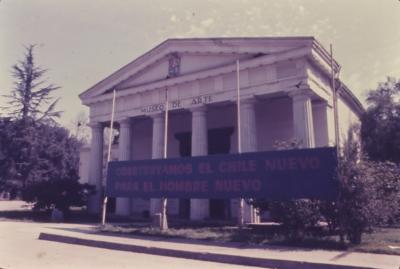 MUSEO DE ARTE
CONSTRUYAMOS EL CHILE NUEVO
PARA EL HOMBRE NUEVO